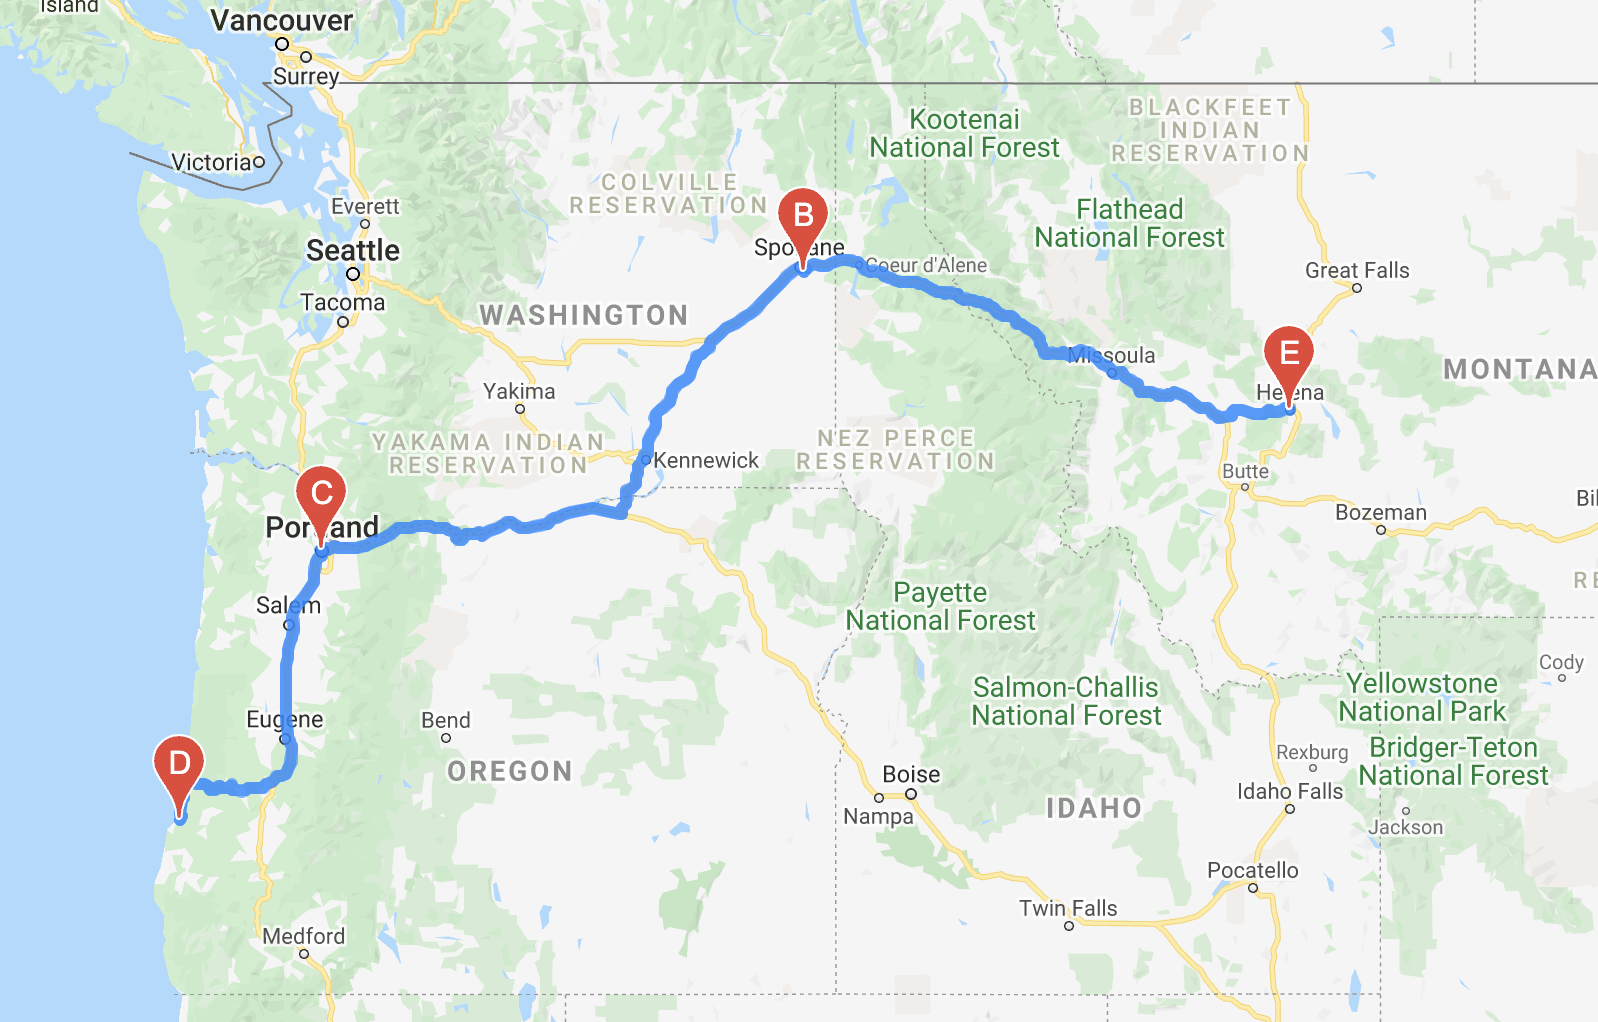 Island
Vancouver
Surrey
Victoria
Everett
Seattle
Tacoma
COLVILLE
RESERVATION
B
Spokane
Coeur d'Alene
Kootenai
National Forest
BLACKFEET
INDIAN
RESERVATION
Flathead
National Forest
Great Falls
WASHINGTON
Yakima
YAKAMA INDIAN
RESERVATION
Kennewick
NEZ PERCE
RESERVATION
Missoula
E
Helena
MONTANA
Butte
Bozeman
Bil
RE
C
Portland
Salem
Eugene
D
Bend
OREGON
Medford
Payette
National Forest
Salmon-Challis
National Forest
Boise
Nampa
IDAHO
Twin Falls
Pocatello
Idaho Falls
Rexburg
Yellowstone
National Park
Bridger-Teton
National Forest
Jackson
Cody